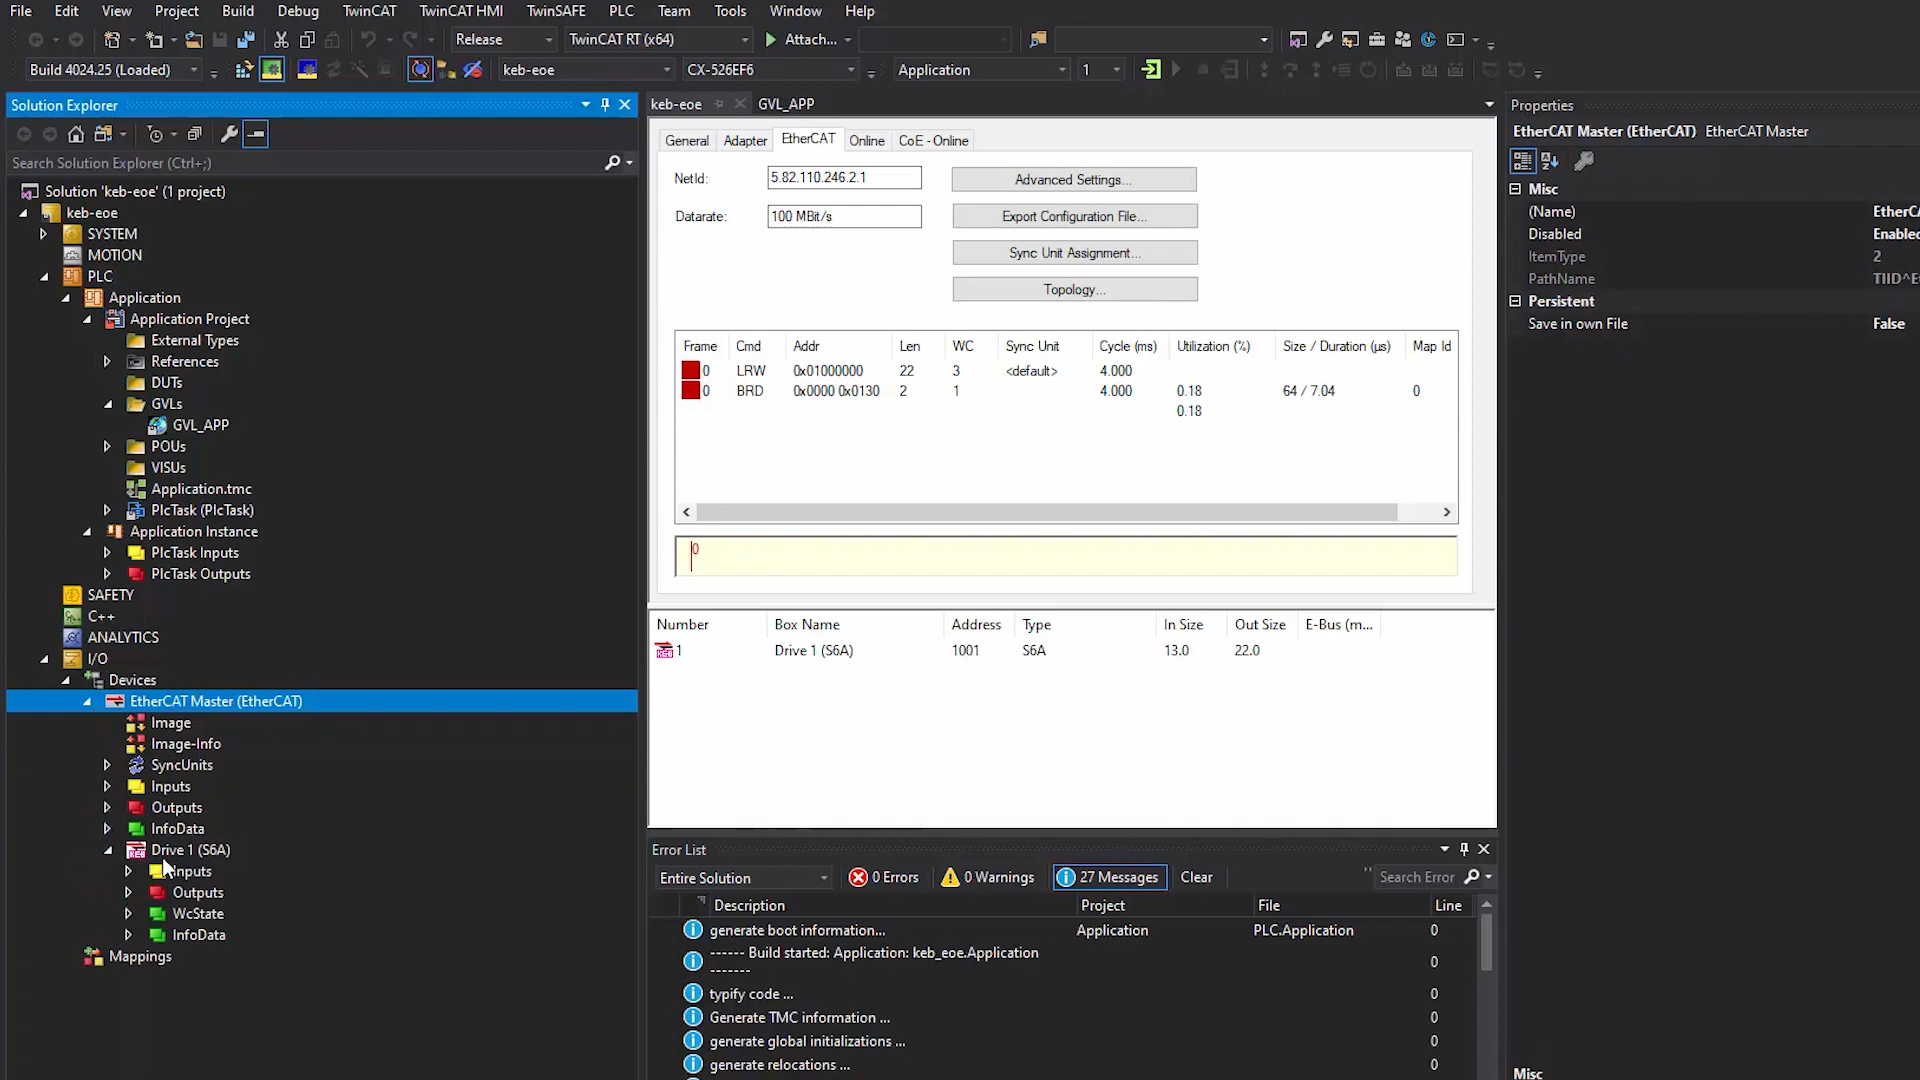 File Edit View Project Build Debug TwinCAT TwinCAT HMI TwinSAFE PLC Team Tools Window Help
Release TwinCAT RT (x64) Attach...
Build 4024.25 (Loaded) keb-eoe CX-526EF6 Application 1
Solution Explorer
Search Solution Explorer (Ctrl+;)
Solution 'keb-eoe' (1 project)
keb-eoe
SYSTEM
MOTION
PLC
Application
Application Project
External Types
References
DUTs
GVLs
GVL_APP
POUs
VISUs
Application.tmc
PlcTask (PlcTask)
Application Instance
PlcTask Inputs
PlcTask Outputs
SAFETY
C++
ANALYTICS
I/O
Devices
EtherCAT Master (EtherCAT)
Image
Image-Info
SyncUnits
Inputs
Outputs
InfoData
Drive 1 (S6A)
Inputs
Outputs
WcState
InfoData
Mappings
keb-eoe GVL_APP
General Adapter EtherCAT Online CoE - Online
NetId: 5.82.110.246.2.1 Advanced Settings...
Datarate: 100 MBit/s Export Configuration File...
Sync Unit Assignment...
Topology...
Frame Cmd Addr Len WC Sync Unit Cycle (ms) Utilization (%) Size / Duration (µs) Map Id
0 LRW 0x01000000 22 3 <default> 4.000
0 BRD 0x0000 0x0130 2 1 4.000 0.18 64 / 7.04 0
0.18
0
Number Box Name Address Type In Size Out Size E-Bus (m...
1 Drive 1 (S6A) 1001 S6A 13.0 22.0
Error List
Entire Solution 0 Errors 0 Warnings 27 Messages Clear Search Error
Description Project File Line
generate boot information... Application PLC.Application 0
------ Build started: Application: keb_eoe.Application
------- 0
typify code ... 0
Generate TMC information ... 0
generate global initializations ... 0
generate relocations ... 0
Properties
EtherCAT Master (EtherCAT) EtherCAT Master
Misc
(Name) EtherCA
Disabled Enabled
ItemType 2
PathName TIID^E
Persistent
Save in own File False
Misc